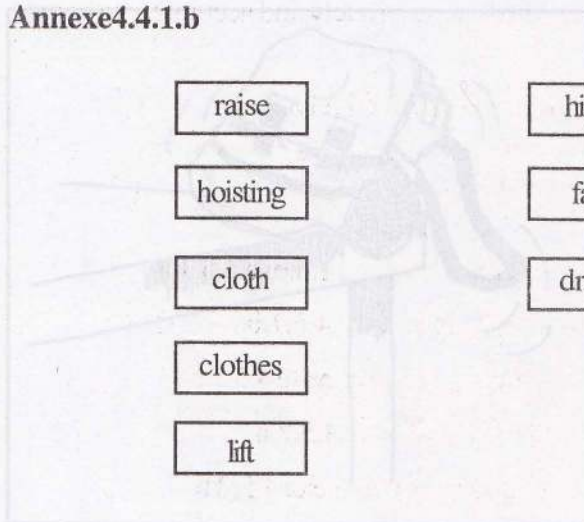 Annexe4.4.1.b
raise
hoisting
cloth
clothes
lift